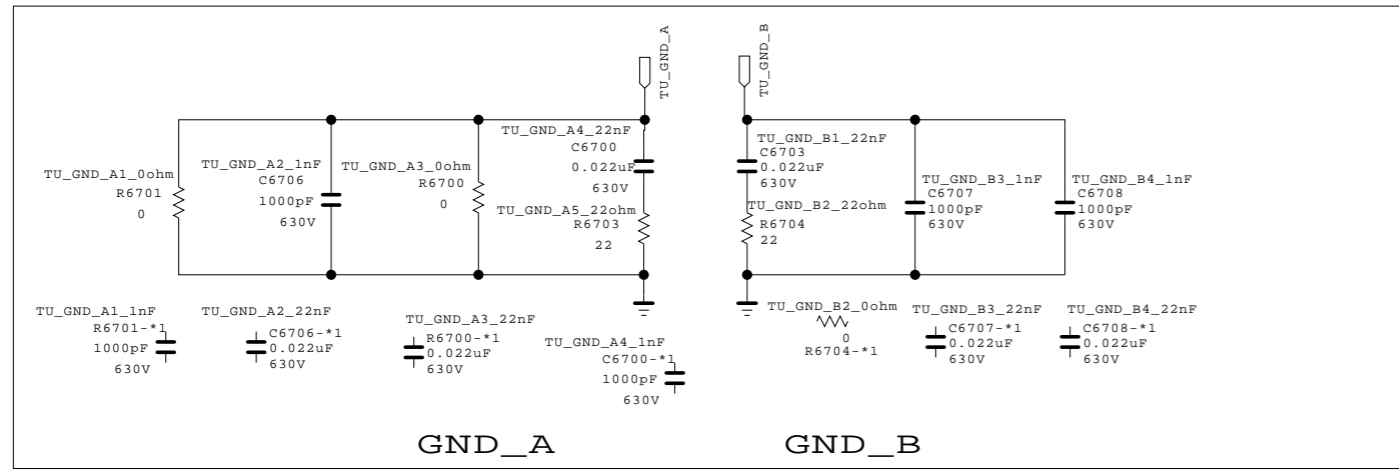 TU_GND_A
TU_GND_B
TU_GND_A1_0ohm
R6701
0
TU_GND_A2_1nF
C6706
1000pF
630V
TU_GND_A3_0ohm
R6700
0
TU_GND_A4_22nF
C6700
0.022uF
630V
TU_GND_A5_22ohm
R6703
22
TU_GND_B1_22nF
C6703
0.022uF
630V
TU_GND_B2_22ohm
R6704
22
TU_GND_B3_1nF
C6707
1000pF
630V
TU_GND_B4_1nF
C6708
1000pF
630V
TU_GND_A1_1nF
R6701-*1
1000pF
630V
TU_GND_A2_22nF
C6706-*1
0.022uF
630V
TU_GND_A3_22nF
R6700-*1
0.022uF
630V
TU_GND_A4_1nF
C6700-*1
1000pF
630V
TU_GND_B2_0ohm
0
R6704-*1
TU_GND_B3_22nF
C6707-*1
0.022uF
630V
TU_GND_B4_22nF
C6708-*1
0.022uF
630V
GND_A
GND_B